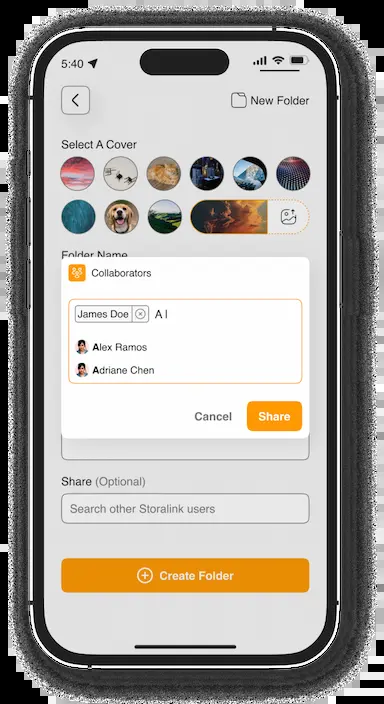 5:40
New Folder
Select A Cover
Folder Name
Collaborators
James Doe A
Alex Ramos
Adriane Chen
Cancel Share
Share (Optional)
Search other Storalink users
Create Folder